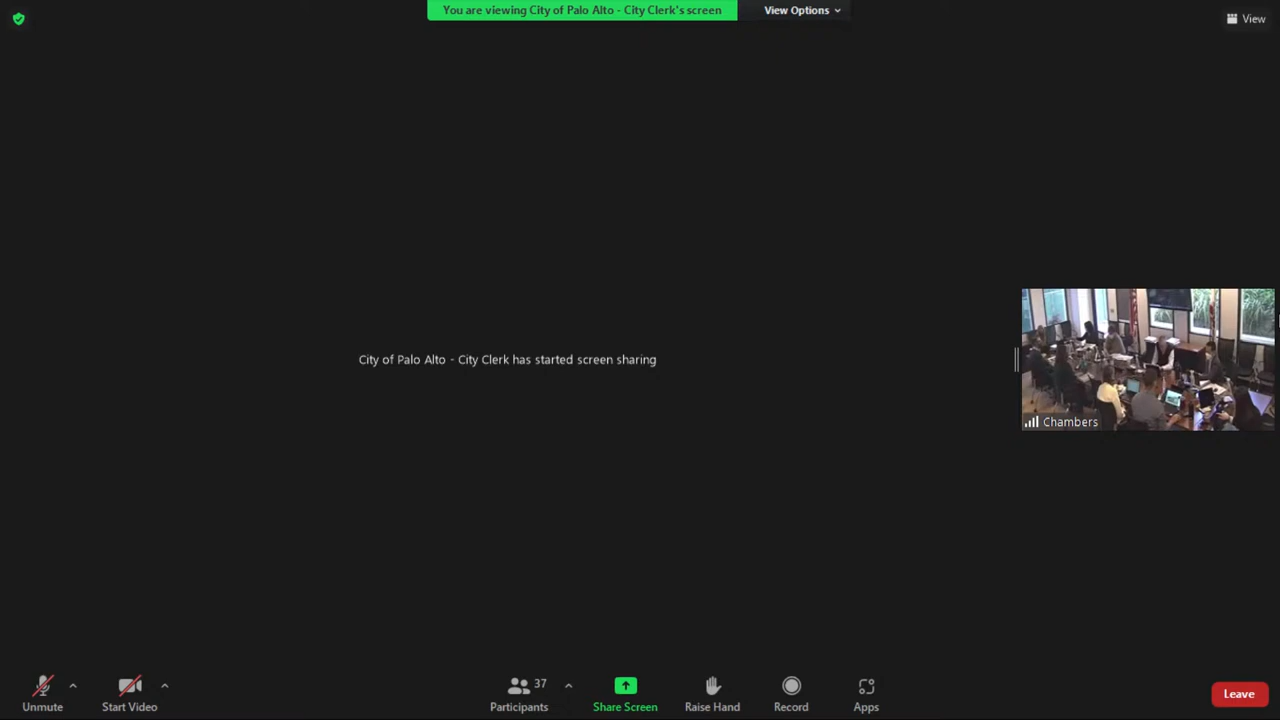 You are viewing City of Palo Alto - City Clerk's screen
View Options
View
City of Palo Alto - City Clerk has started screen sharing
Chambers
Unmute
Start Video
37
Participants
Share Screen
Raise Hand
Record
Apps
Leave